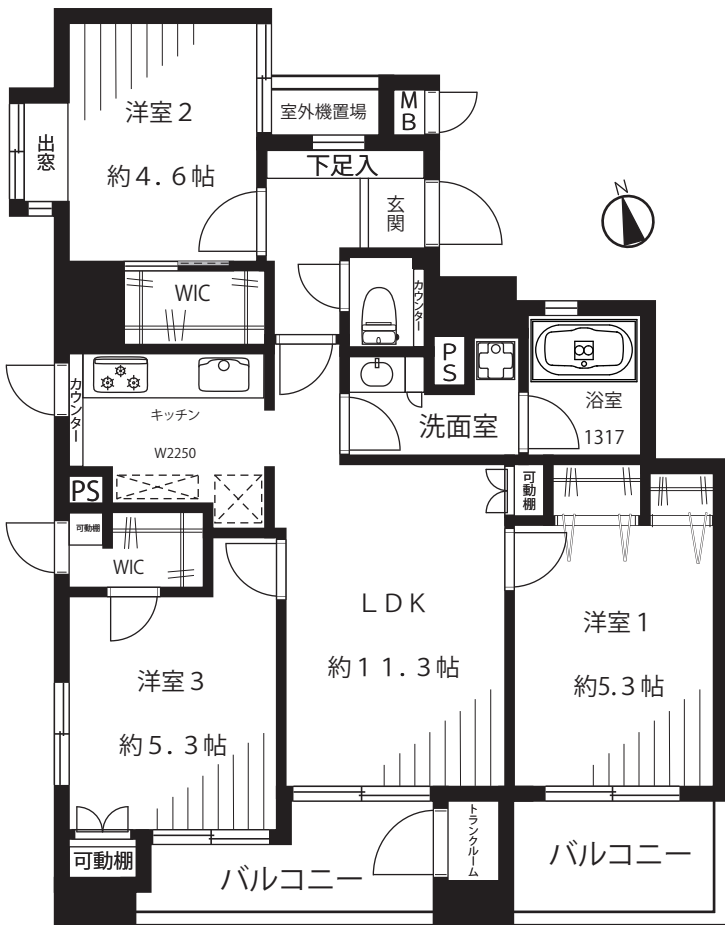 洋室２
約４.６帖
出窓
室外機置場
MB
下足入
玄関
N
WIC
カウンター
カウンター
キッチン
W2250
PS
洗面室
浴室
1317
PS
可動棚
WIC
可動棚
LDK
約１１.３帖
洋室１
約5.3帖
洋室３
約５.３帖
可動棚
バルコニー
トランクルーム
バルコニー